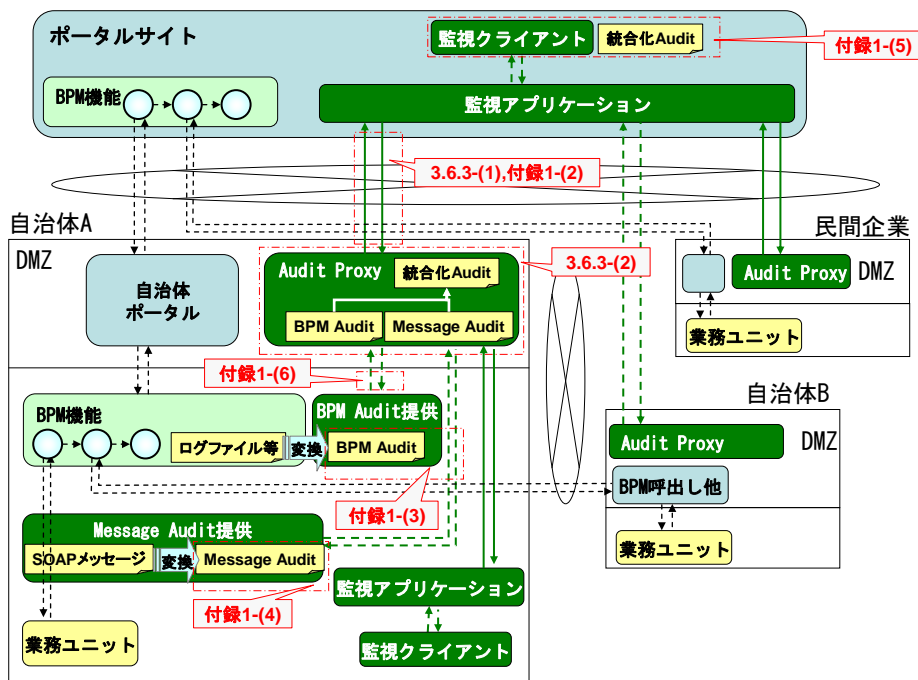 ポータルサイト
監視クライアント
統合化Audit
付録1-(5)
BPM機能
監視アプリケーション
3.6.3-(1),付録1-(2)
自治体A
民間企業
DMZ
自治体
ポータル
Audit Proxy
統合化Audit
BPM Audit
Message Audit
3.6.3-(2)
Audit Proxy
DMZ
業務ユニット
付録1-(6)
自治体B
BPM機能
ログファイル等
変換
BPM Audit提供
BPM Audit
Audit Proxy
DMZ
BPM呼出し他
業務ユニット
付録1-(3)
Message Audit提供
SOAPメッセージ
変換
Message Audit
付録1-(4)
監視アプリケーション
業務ユニット
監視クライアント